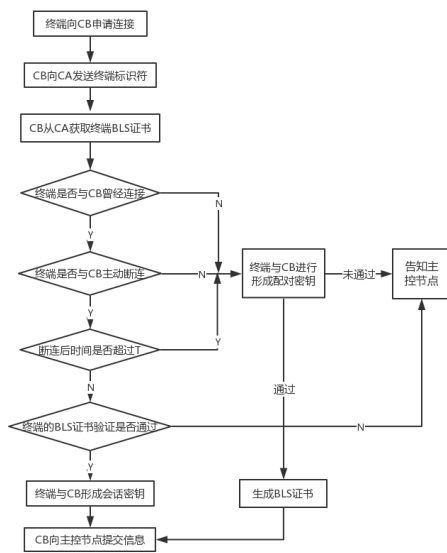 终端向CB申请连接
CB向CA发送终端标识符
CB从CA获取终端BLS证书
终端是否与CB曾经连接
N
Y
终端是否与CB主动断连
N
终端与CB进行
形成配对密钥
未通过
告知主
控节点
Y
断连后时间是否超过T
Y
N
通过
终端的BLS证书验证是否通过
N
Y
终端与CB形成会话密钥
生成BLS证书
CB向主控节点提交信息